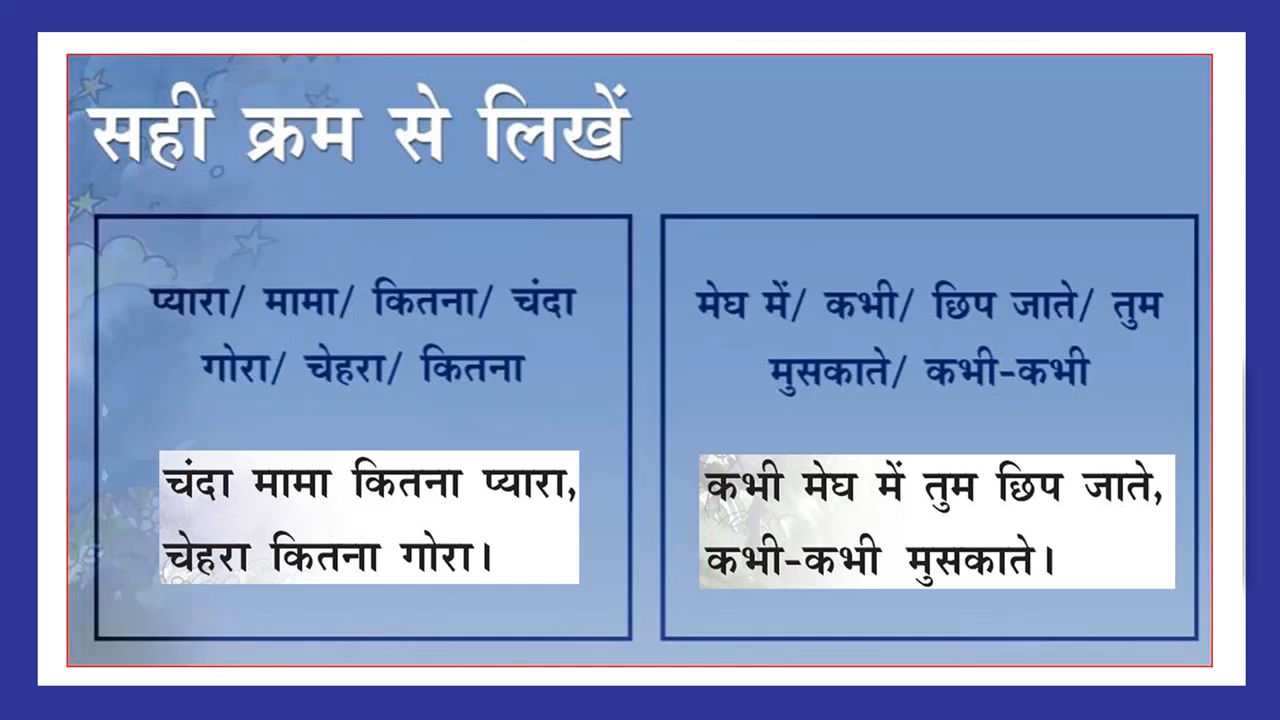 सही क्रम से लिखें
प्यारा/ मामा/ कितना/ चंदा
गोरा/ चेहरा/ कितना
चंदा मामा कितना प्यारा,
चेहरा कितना गोरा।
मेघ में/ कभी/ छिप जाते/ तुम
मुसकाते/ कभी-कभी
कभी मेघ में तुम छिप जाते,
कभी-कभी मुसकाते।